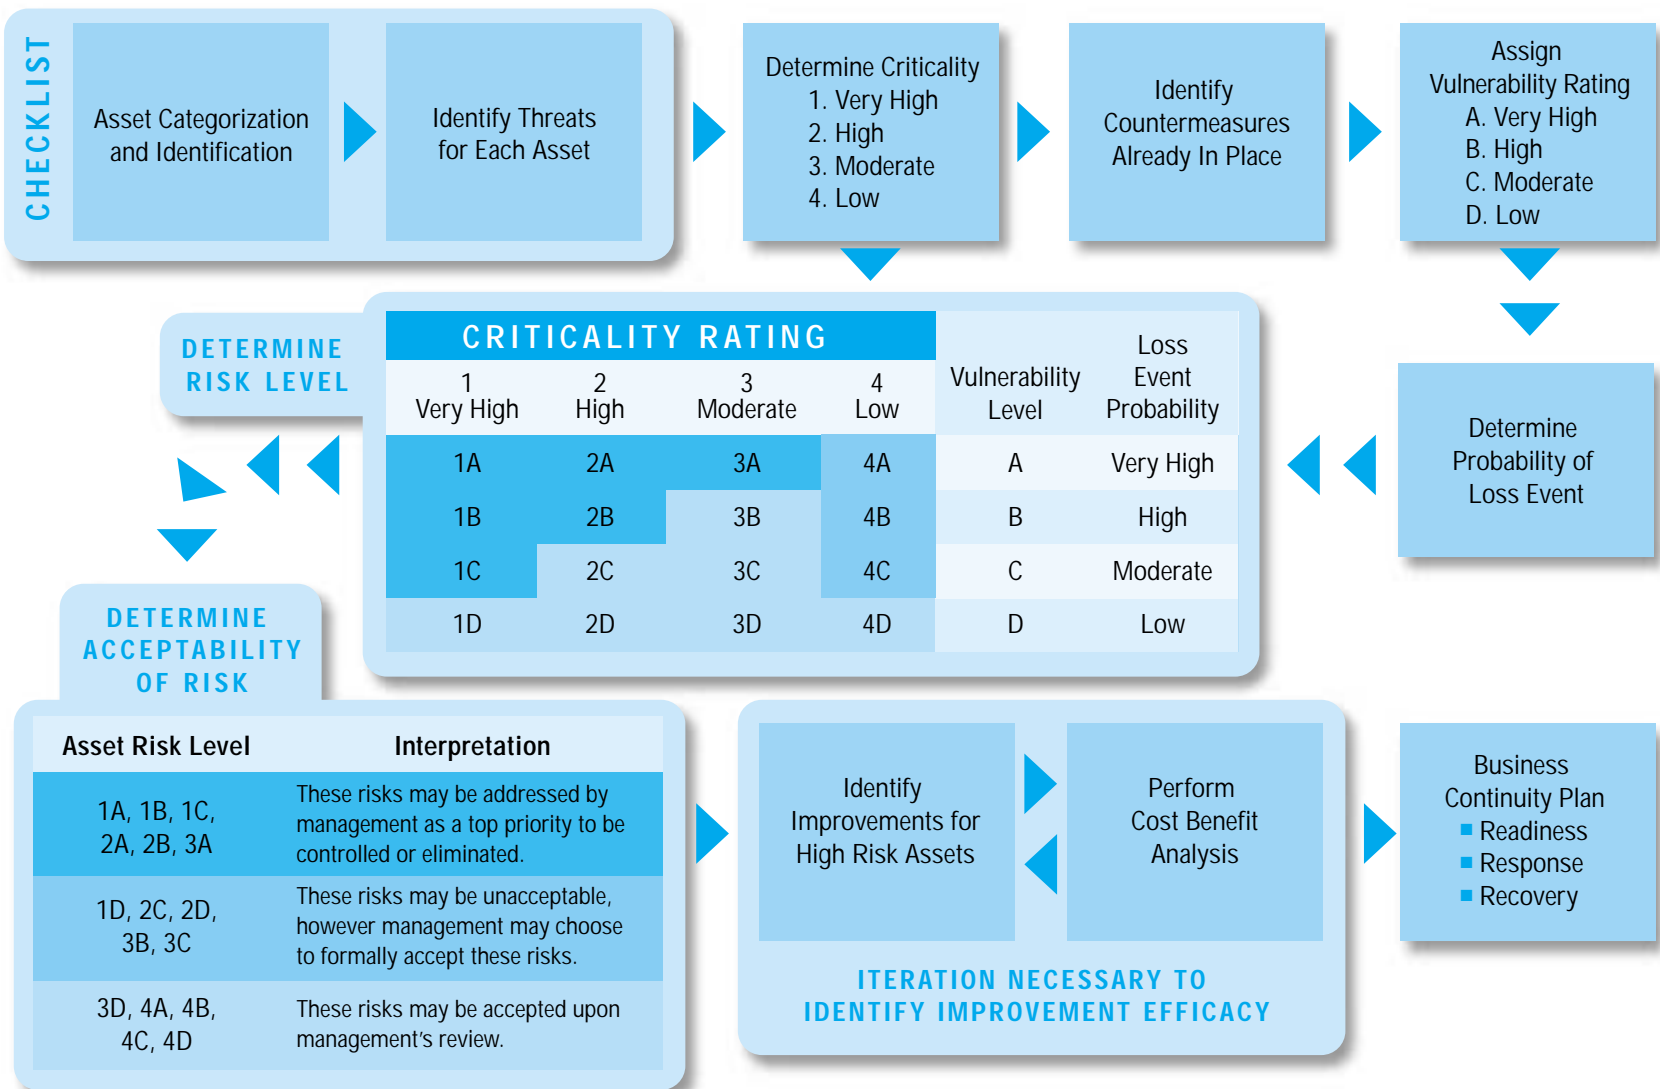 CHECKLIST
Asset Categorization
and Identification
Identify Threats
for Each Asset
Determine Criticality
1. Very High
2. High
3. Moderate
4. Low
Identify
Countermeasures
Already In Place
Assign
Vulnerability Rating
A. Very High
B. High
C. Moderate
D. Low
DETERMINE
RISK LEVEL
CRITICALITY RATING
1
Very High
2
High
3
Moderate
4
Low
Vulnerability
Level
Loss
Event
Probability
1A 2A 3A 4A A Very High
1B 2B 3B 4B B High
1C 2C 3C 4C C Moderate
1D 2D 3D 4D D Low
Determine
Probability of
Loss Event
DETERMINE
ACCEPTABILITY
OF RISK
Asset Risk Level Interpretation
1A, 1B, 1C,
2A, 2B, 3A
These risks may be addressed by
management as a top priority to be
controlled or eliminated.
1D, 2C, 2D,
3B, 3C
These risks may be unacceptable,
however management may choose
to formally accept these risks.
3D, 4A, 4B,
4C, 4D
These risks may be accepted upon
management’s review.
Identify
Improvements for
High Risk Assets
Perform
Cost Benefit
Analysis
ITERATION NECESSARY TO
IDENTIFY IMPROVEMENT EFFICACY
Business
Continuity Plan
■ Readiness
■ Response
■ Recovery